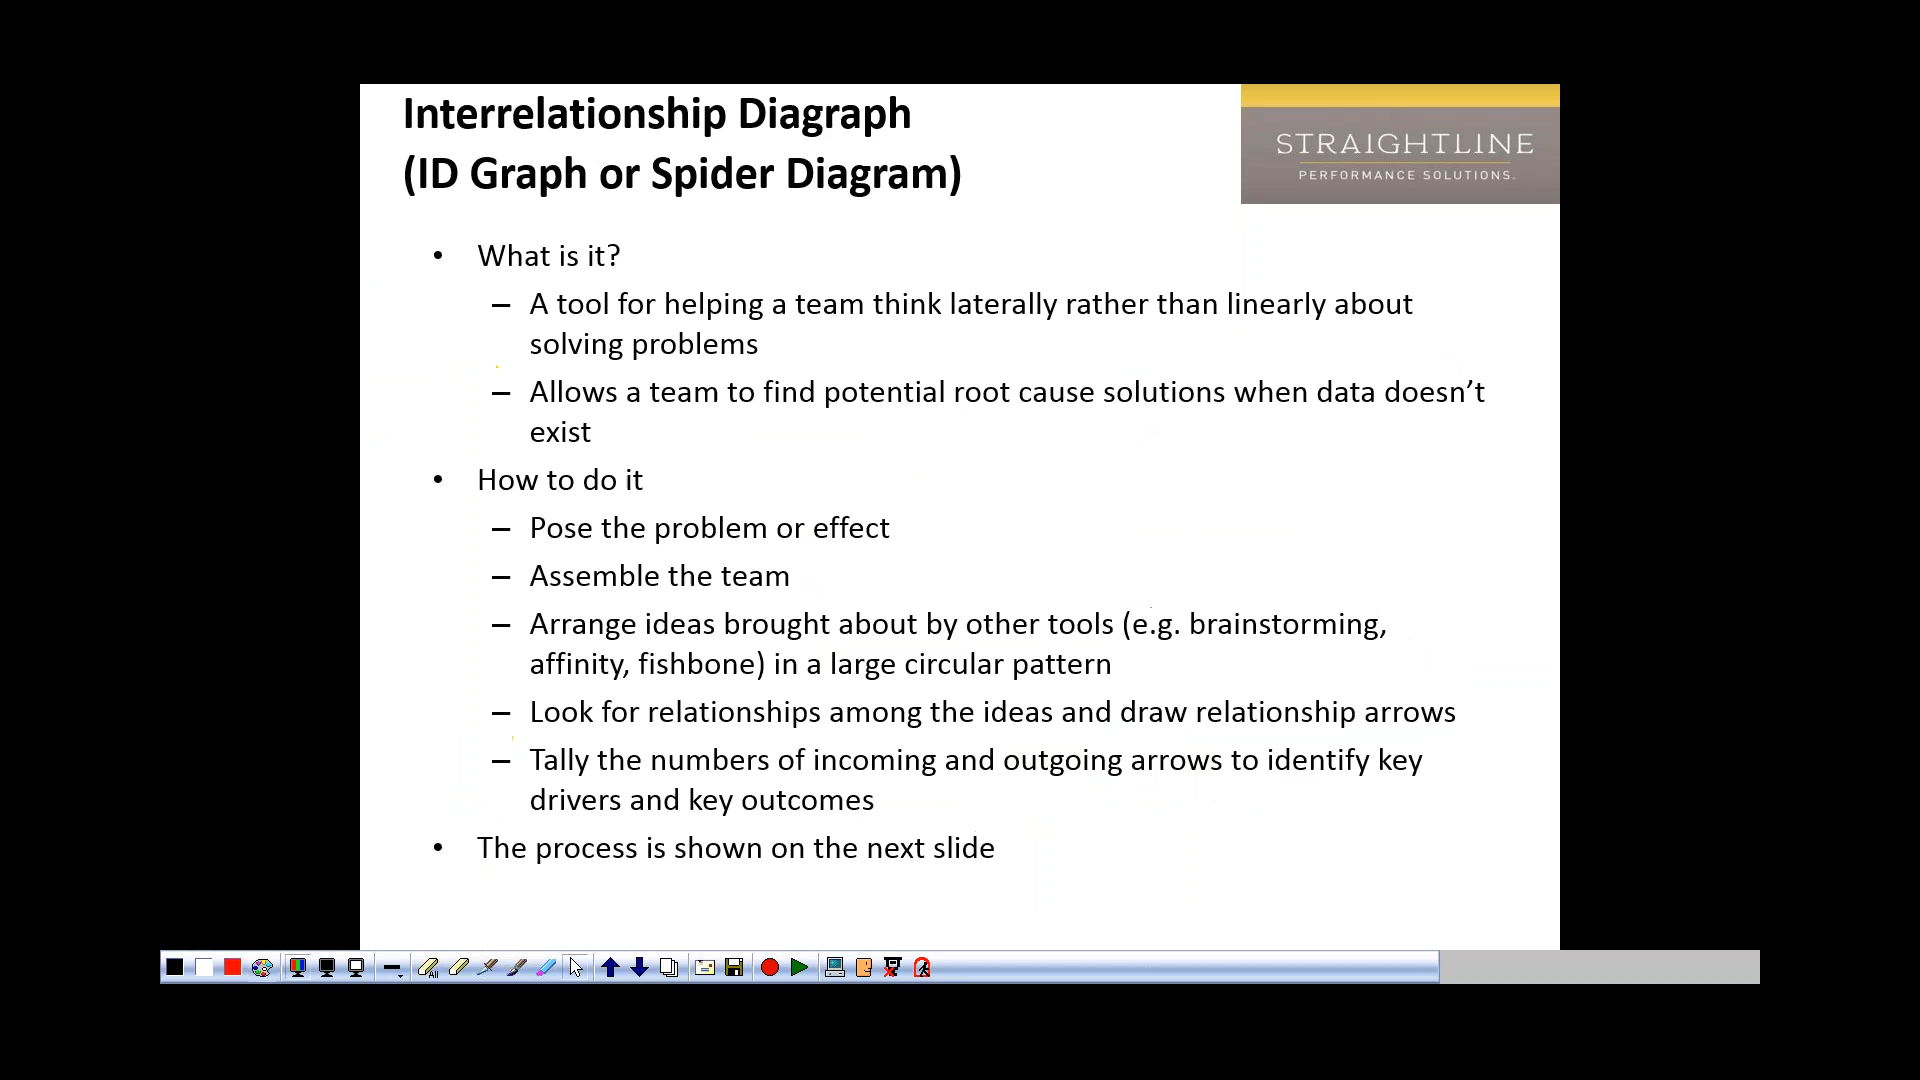 Interrelationship Diagraph
(ID Graph or Spider Diagram)
STRAIGHTLINE
PERFORMANCE SOLUTIONS.
• What is it?
– A tool for helping a team think laterally rather than linearly about
solving problems
– Allows a team to find potential root cause solutions when data doesn’t
exist
• How to do it
– Pose the problem or effect
– Assemble the team
– Arrange ideas brought about by other tools (e.g. brainstorming,
affinity, fishbone) in a large circular pattern
– Look for relationships among the ideas and draw relationship arrows
– Tally the numbers of incoming and outgoing arrows to identify key
drivers and key outcomes
• The process is shown on the next slide
All